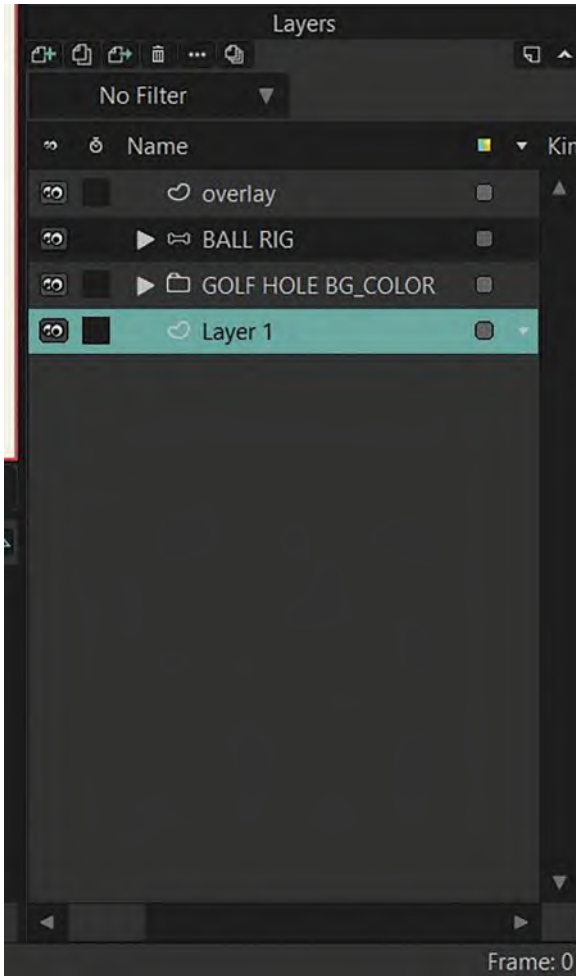 Layers
No Filter
Name
Kin
overlay
BALL RIG
GOLF HOLE BG_COLOR
Layer 1
Frame: 0